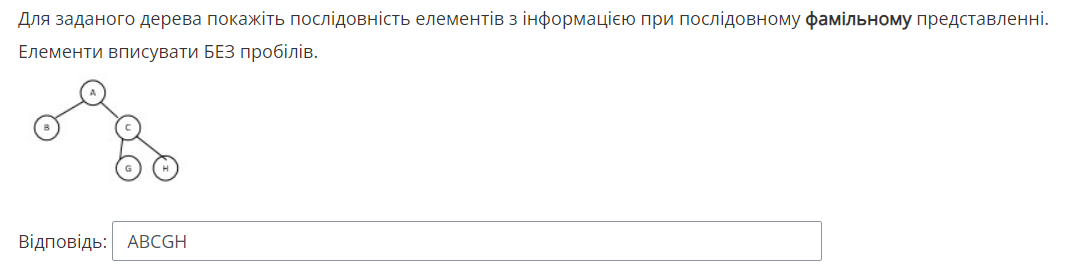 Для заданого дерева покажіть послідовність елементів з інформацією при послідовному фамільному представленні.
Елементи вписувати БЕЗ пробілів.
A
B
C
G
H
Відповідь: ABCGH